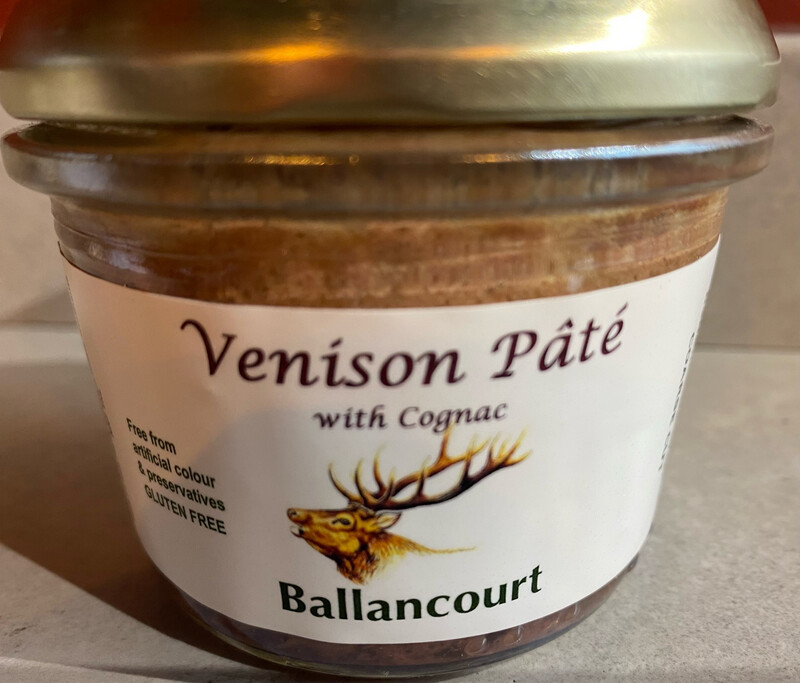 Venison Pâté
with Cognac
Free from
artificial colour
& preservatives
GLUTEN FREE
Ballancourt